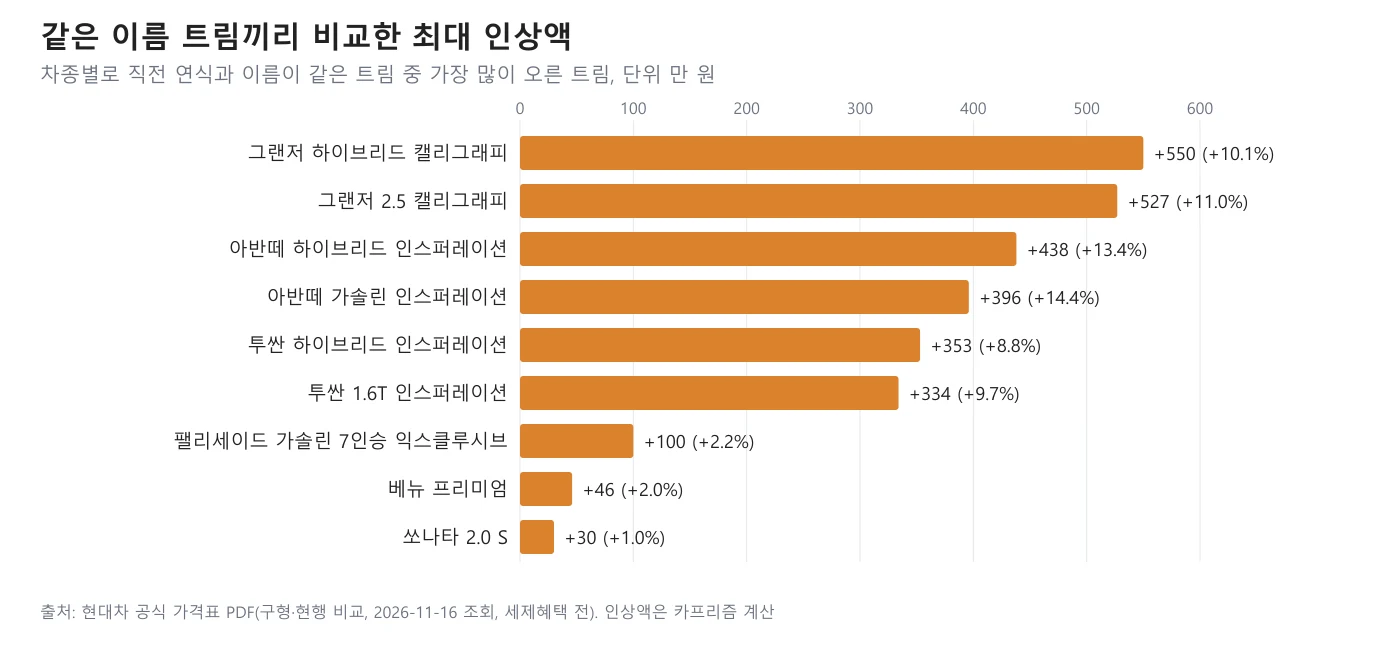 같은 이름 트림끼리 비교한 최대 인상액
차종별로 직전 연식과 이름이 같은 트림 중 가장 많이 오른 트림, 단위 만 원
0 100 200 300 400 500 600
그랜저 하이브리드 캘리그래피 +550 (+10.1%)
그랜저 2.5 캘리그래피 +527 (+11.0%)
아반떼 하이브리드 인스퍼레이션 +438 (+13.4%)
아반떼 가솔린 인스퍼레이션 +396 (+14.4%)
투싼 하이브리드 인스퍼레이션 +353 (+8.8%)
투싼 1.6T 인스퍼레이션 +334 (+9.7%)
팰리세이드 가솔린 7인승 익스클루시브 +100 (+2.2%)
베뉴 프리미엄 +46 (+2.0%)
쏘나타 2.0 S +30 (+1.0%)
출처: 현대차 공식 가격표 PDF(구형·현행 비교, 2026-11-16 조회, 세제혜택 전). 인상액은 카프리즘 계산